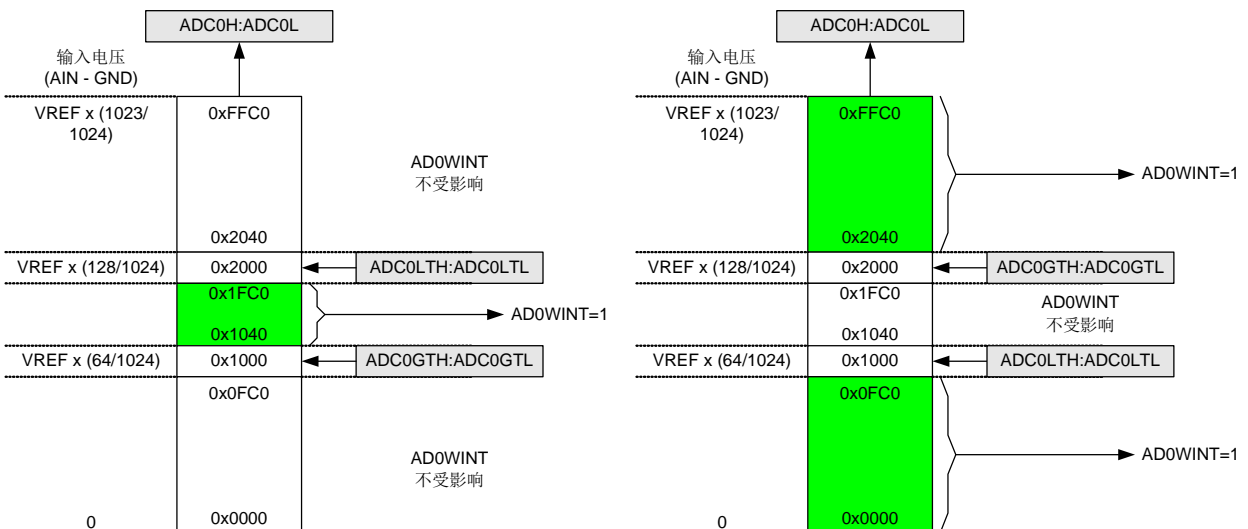 ADC0H:ADC0L
输入电压
(AIN - GND)
VREF x (1023/
1024)
0xFFC0
AD0WINT
不受影响
0x2040
VREF x (128/1024)
0x2000
ADC0LTH:ADC0LTL
0x1FC0
AD0WINT=1
0x1040
VREF x (64/1024)
0x1000
ADC0GTH:ADC0GTL
0x0FC0
AD0WINT
不受影响
0
0x0000
ADC0H:ADC0L
输入电压
(AIN - GND)
VREF x (1023/
1024)
0xFFC0
AD0WINT=1
0x2040
VREF x (128/1024)
0x2000
ADC0GTH:ADC0GTL
0x1FC0
AD0WINT
不受影响
0x1040
VREF x (64/1024)
0x1000
ADC0LTH:ADC0LTL
0x0FC0
AD0WINT=1
0
0x0000